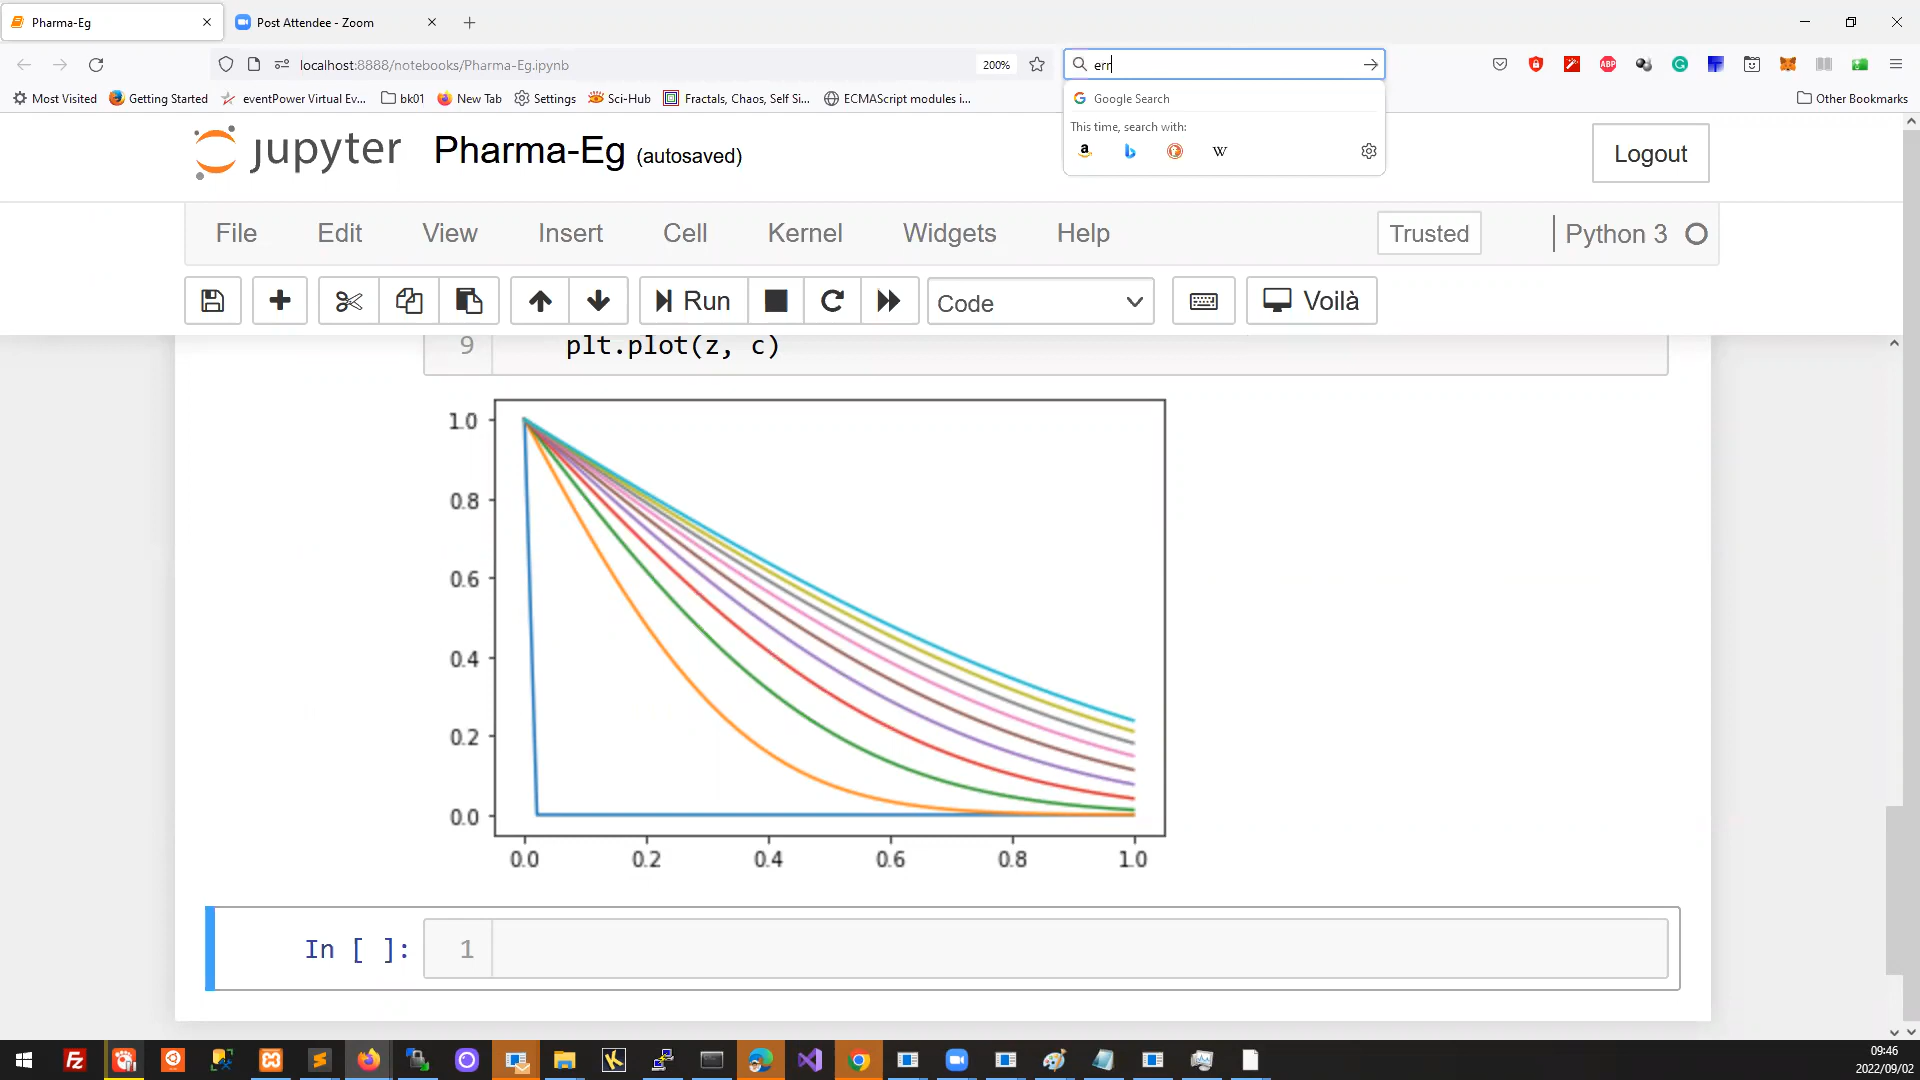 Pharma-Eg
Post Attendee - Zoom
localhost:8888/notebooks/Pharma-Eg.ipynb
200%
err
Most Visited
Getting Started
eventPower Virtual Ev...
bk01
New Tab
Settings
Sci-Hub
Fractals, Chaos, Self Si...
ECMAScript modules i...
Other Bookmarks
Google Search
This time, search with:
jupyter
Pharma-Eg (autosaved)
Logout
File
Edit
View
Insert
Cell
Kernel
Widgets
Help
Trusted
Python 3
Run
Code
Voilà
9 plt.plot(z, c)
1.0
0.8
0.6
0.4
0.2
0.0
0.0 0.2 0.4 0.6 0.8 1.0
In [ ]: 1
09:46
2022/09/02